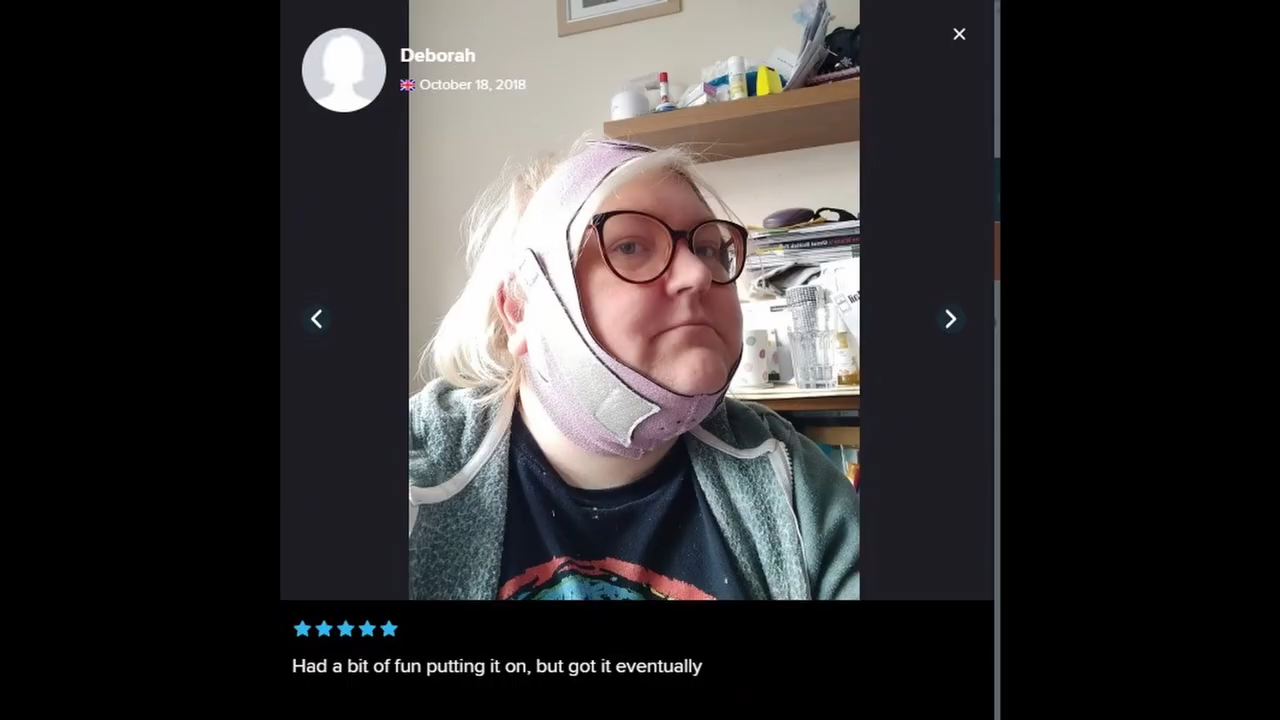 Deborah
October 18, 2018
Had a bit of fun putting it on, but got it eventually